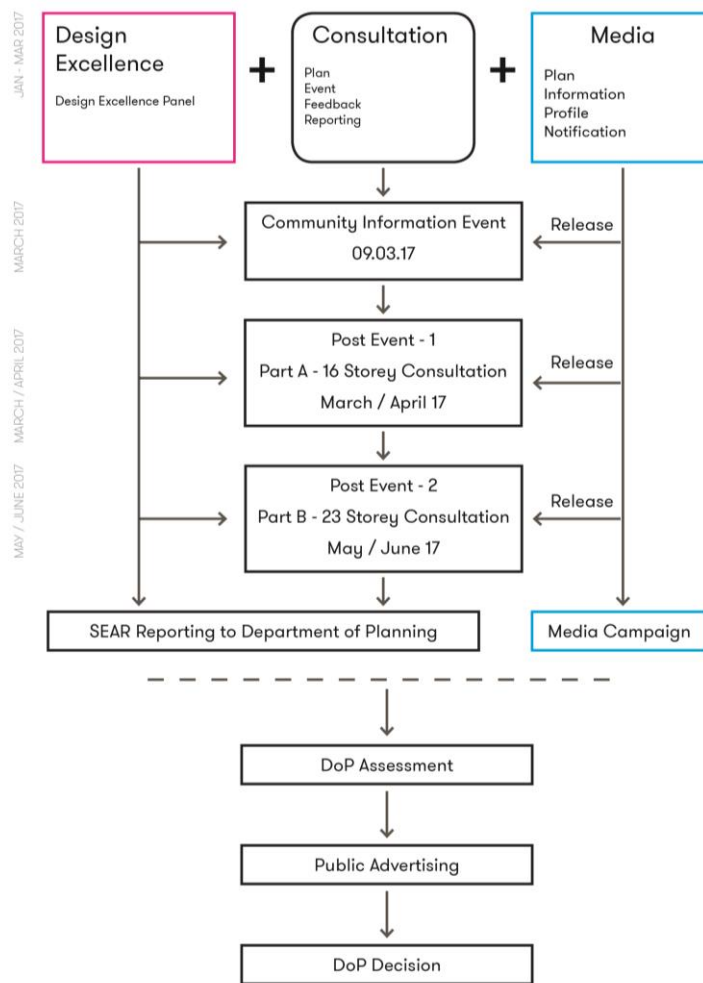 JAN - MAR 2017
Design
Excellence
Design Excellence Panel
+
Consultation
Plan
Event
Feedback
Reporting
+
Media
Plan
Information
Profile
Notification
MARCH 2017
Community Information Event
09.03.17
Release
MARCH / APRIL 2017
Post Event - 1
Part A - 16 Storey Consultation
March / April 17
Release
MAY / JUNE 2017
Post Event - 2
Part B - 23 Storey Consultation
May / June 17
Release
SEAR Reporting to Department of Planning
Media Campaign
DoP Assessment
Public Advertising
DoP Decision